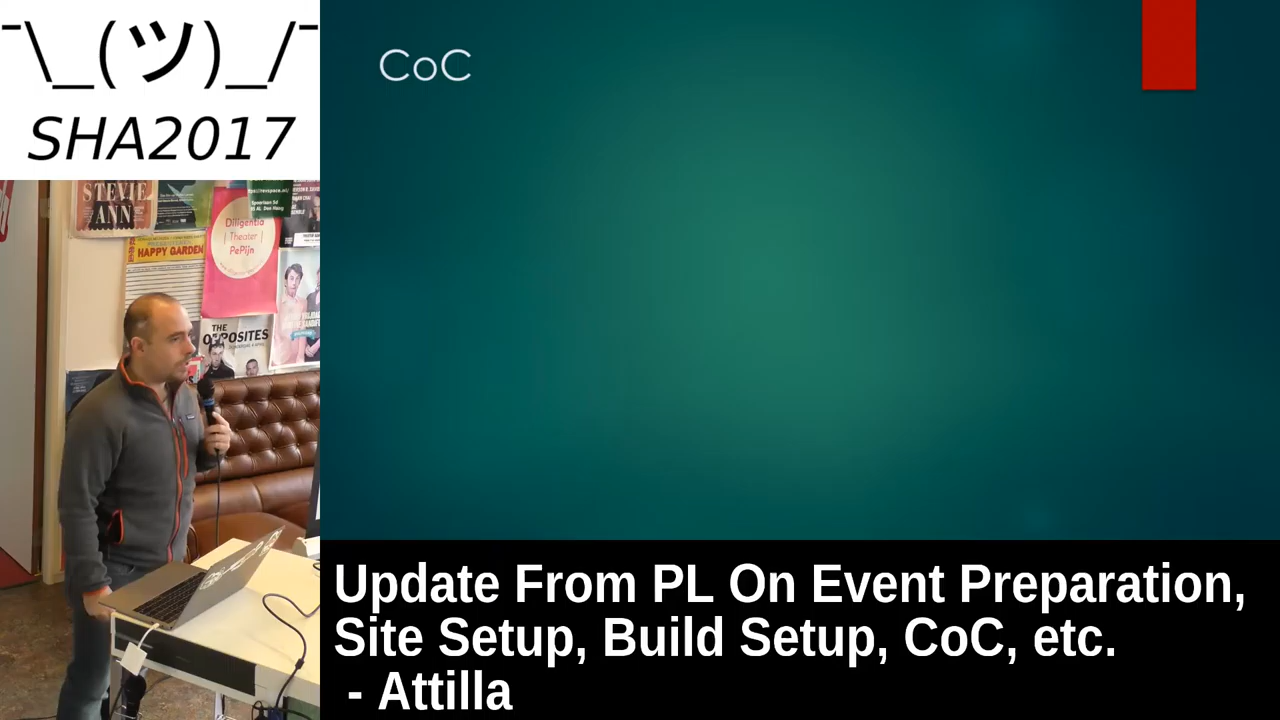 ¯\_(ツ)_/¯
SHA2017
CoC
STEVIE
ANN
Diligentia
Theater
PePijn
HAPPY GARDEN
THE
OPPOSITES
Update From PL On Event Preparation,
Site Setup, Build Setup, CoC, etc.
- Attilla